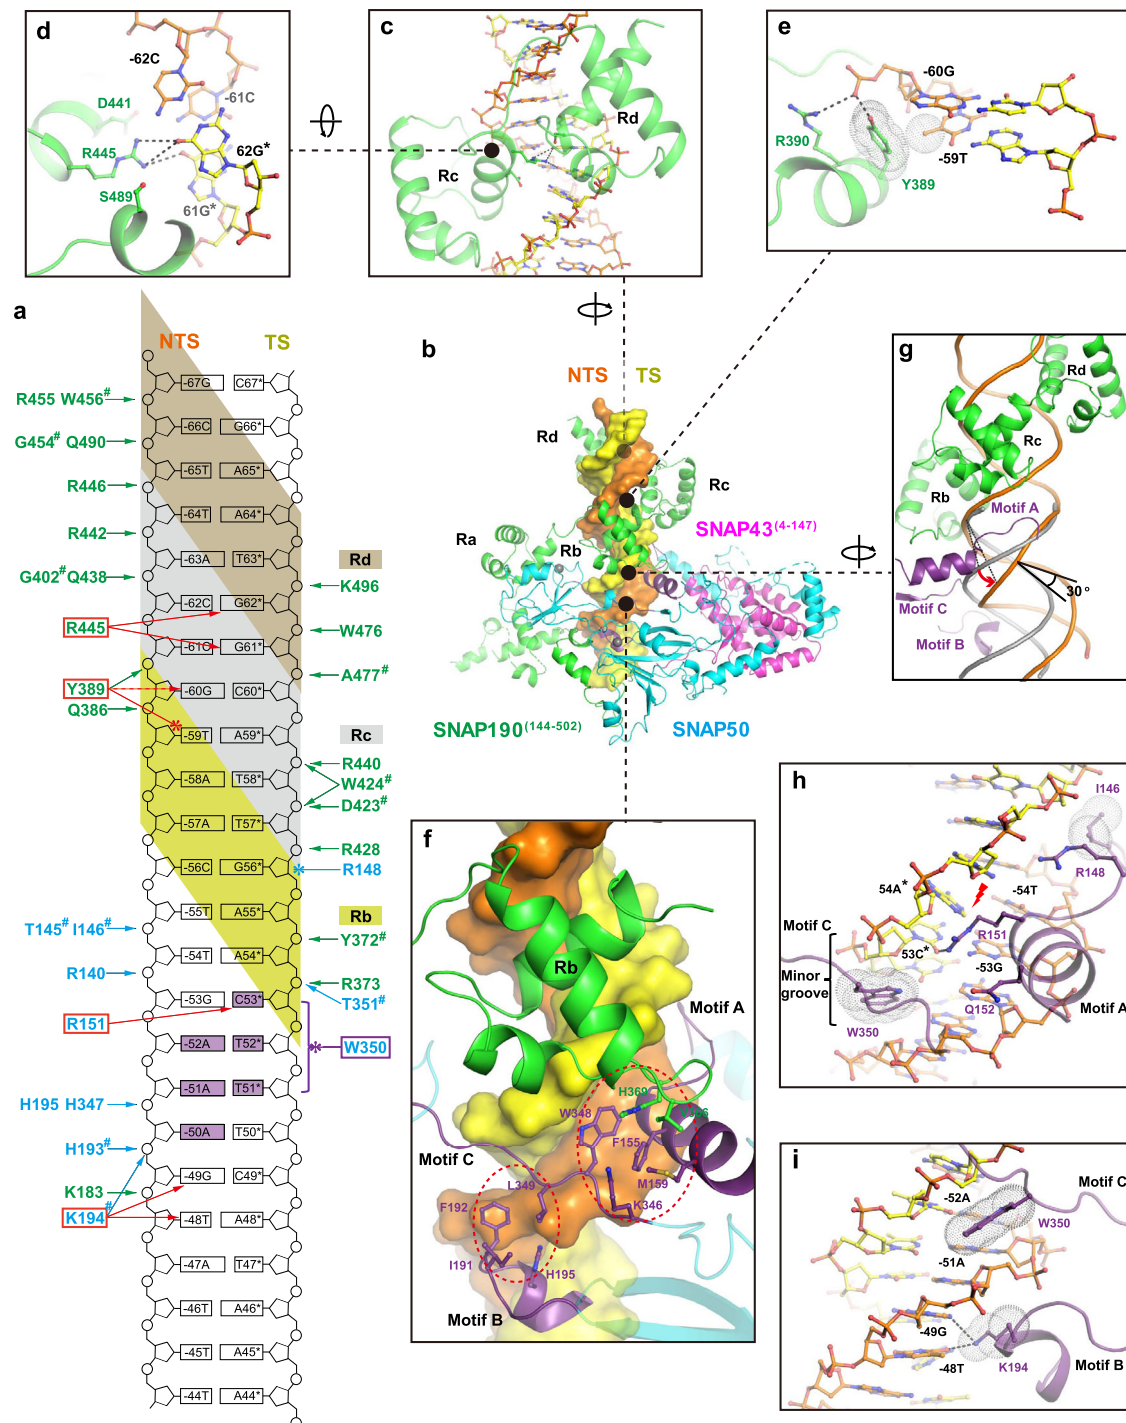 d
-62C
-61C
D441
R445
62G*
S489
61G*
c
Rd
Rc
e
-60G
R390
-59T
Y389
a
NTS
TS
-67G C67*
R455 W456#
-66C G66*
G454# Q490
-65T A65*
R446
-64T A64*
R442
-63A T63*
Rd
G402# Q438
K496
-62C G62*
R445
W476
-61C G61*
A477#
Y389
-60G C60*
Q386
-59T A59*
Rc
R440
-58A T58*
W424#
D423#
-57A T57*
R428
-56C G56*
R148
-55T A55*
Rb
T145# I146#
Y372#
-54T A54*
R140
R373
T351#
-53G C53*
R151
-52A T52*
W350
-51A T51*
H195 H347
-50A T50*
H193#
-49G C49*
K183
K194#
-48T A48*
-47A T47*
-46T A46*
-45T A45*
-44T A44*
b
NTS
TS
Rd
Rc
SNAP43(4-147)
Ra
Rb
SNAP190(144-502)
SNAP50
g
Rd
Rc
Rb
Motif A
Motif C
30°
Motif B
f
Rb
Motif A
H369
W348
F155
Motif C
M159
L349
K346
F192
I191
H195
Motif B
h
I146
R148
54A*
-54T
Motif C
R151
53C*
-53G
Minor
groove
Q152
W350
Motif A
i
-52A
Motif C
W350
-51A
-49G
-48T
K194
Motif B